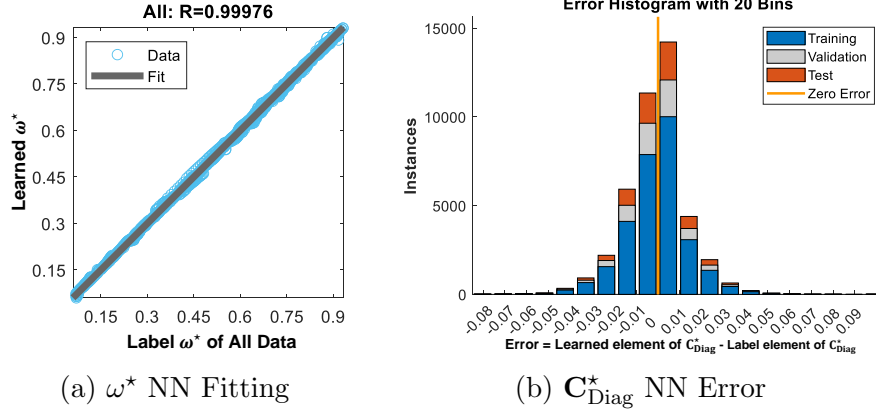 All: R=0.99976
Data
Fit
0.9
0.75
0.6
0.45
0.3
0.15
Learned ω*
0.15
0.3
0.45
0.6
0.75
0.9
Label ω* of All Data
(a) ω⋆ NN Fitting
Error Histogram with 20 Bins
Training
Validation
Test
Zero Error
15000
10000
5000
0
Instances
-0.08
-0.07
-0.06
-0.05
-0.04
-0.03
-0.02
-0.01
0
0.01
0.02
0.03
0.04
0.05
0.06
0.07
0.08
0.09
Error = Learned element of C*Diag - Label element of C*Diag
(b) C⋆Diag NN Error